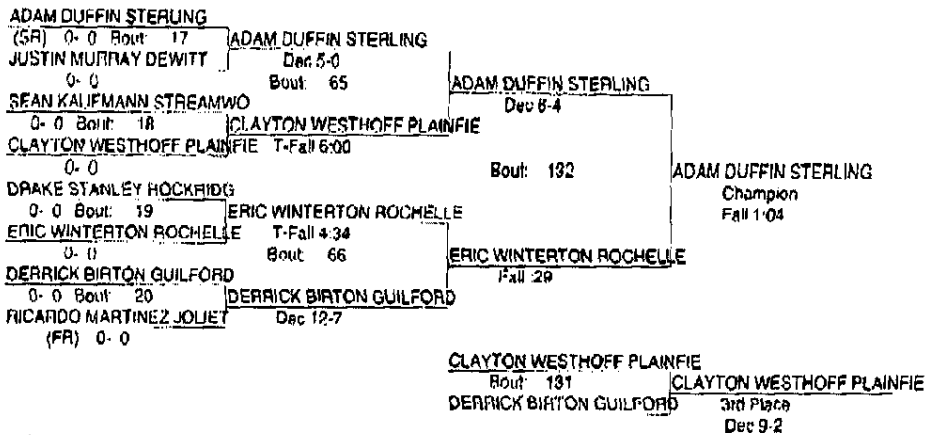 ADAM DUFFIN STERLING
(SR) 0- 0 Bout: 17
ADAM DUFFIN STERLING
JUSTIN MURRAY DEWITT
Dec 5-0
0- 0
Bout: 65
ADAM DUFFIN STERLING
SEAN KAUFMANN STREAMWO
Dec 6-4
0- 0 Bout: 18
CLAYTON WESTHOFF PLAINFIE
CLAYTON WESTHOFF PLAINFIE
T-Fall 6:00
0- 0
Bout: 132
ADAM DUFFIN STERLING
DRAKE STANLEY ROCKRIDG
Champion
0- 0 Bout: 19
ERIC WINTERTON ROCHELLE
Fall 1:04
ERIC WINTERTON ROCHELLE
T-Fall 4:34
0- 0
Bout: 66
ERIC WINTERTON ROCHELLE
DERRICK BIRTON GUILFORD
Fall :29
0- 0 Bout: 20
DERRICK BIRTON GUILFORD
RICARDO MARTINEZ JOLIET
Dec 12-7
(FR) 0- 0
CLAYTON WESTHOFF PLAINFIE
Bout: 131
CLAYTON WESTHOFF PLAINFIE
DERRICK BIRTON GUILFORD
3rd Place
Dec 9-2